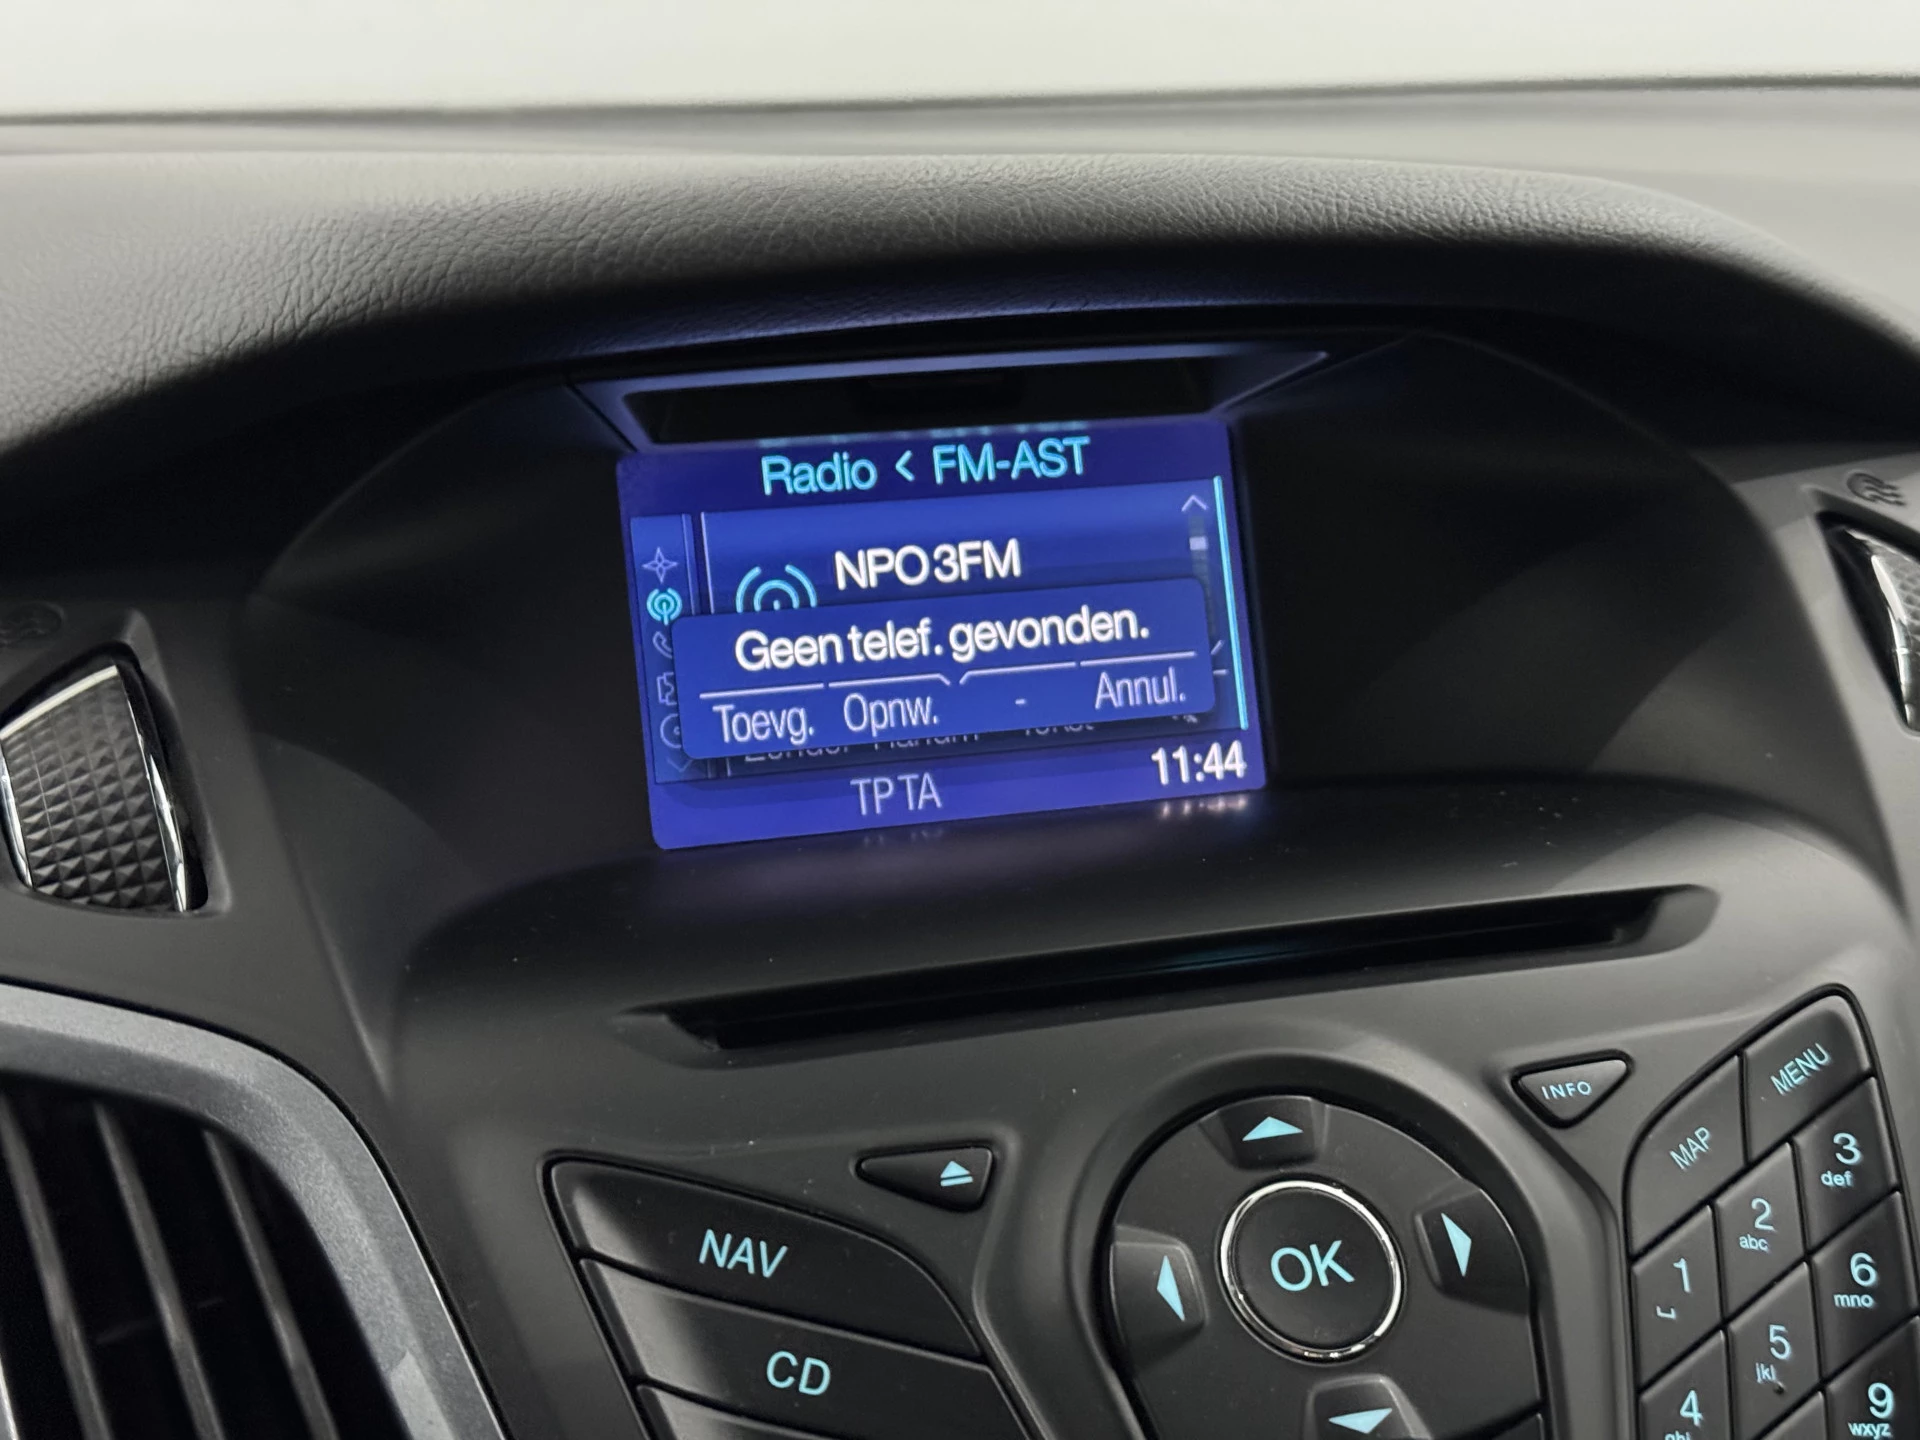 Radio < FM-AST
NPO3FM
Geen telef. gevonden.
Toevg. Opnw. - Annul.
TP TA
11:44
INFO
MENU
MAP
NAV
CD
OK
1
2
abc
3
def
4
ghi
5
jkl
6
mno
9
wxyz